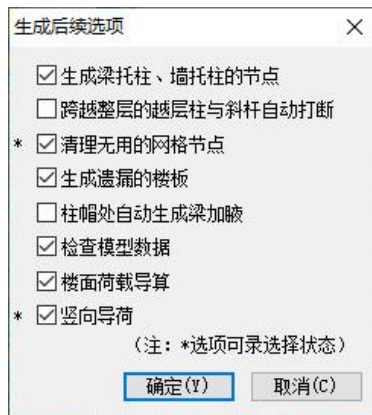 生成后续选项
生成梁托柱、墙托柱的节点
跨越整层的越层柱与斜杆自动打断
* 清理无用的网格节点
生成遗漏的楼板
柱帽处自动生成梁加腋
检查模型数据
楼面荷载导算
* 竖向导荷
（注：*选项可录选择状态）
确定(Y) 取消(C)